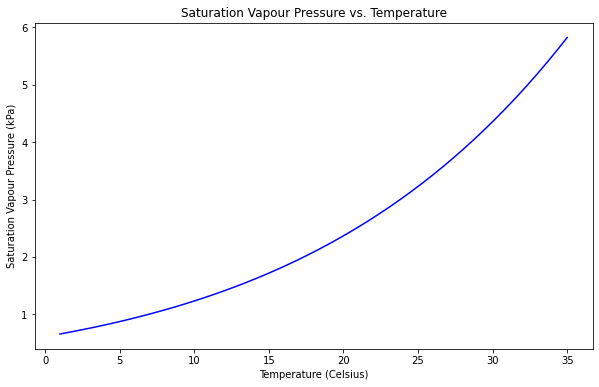 Saturation Vapour Pressure vs. Temperature
6
5
4
3
2
1
Saturation Vapour Pressure (kPa)
0 5 10 15 20 25 30 35
Temperature (Celsius)